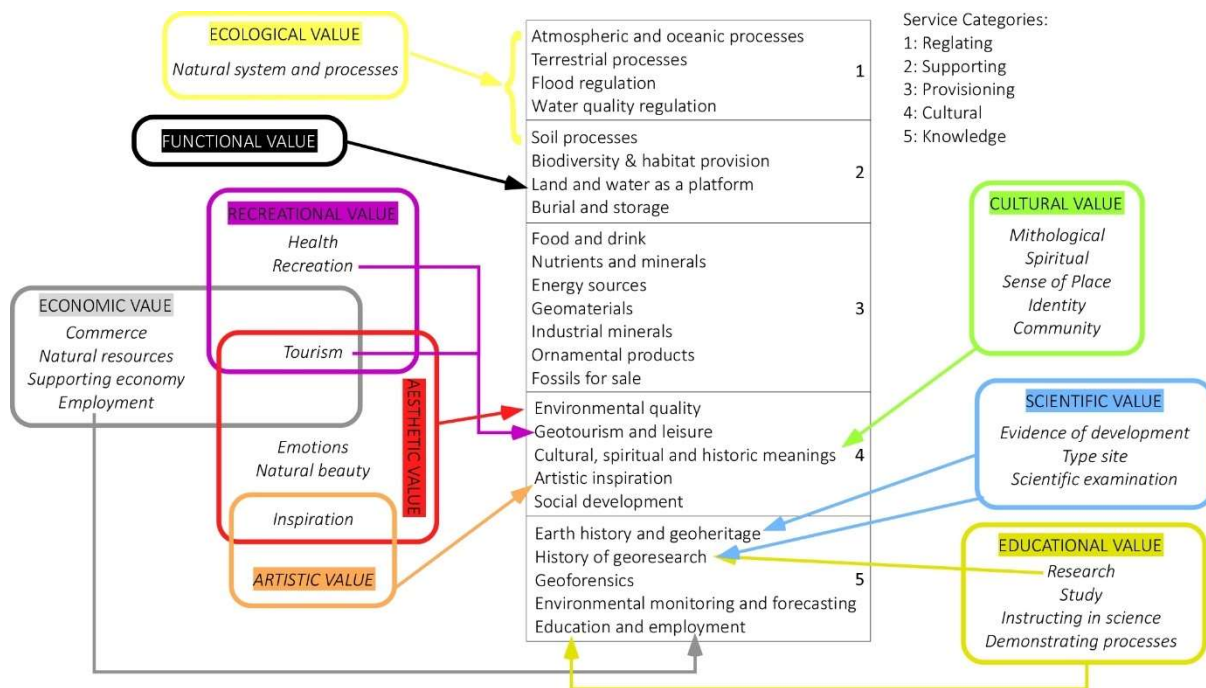 ECOLOGICAL VALUE
Natural system and processes
FUNCTIONAL VALUE
RECREATIONAL VALUE
Health
Recreation
ECONOMIC VAUE
Commerce
Natural resources
Supporting economy
Employment
Tourism
AESTHETIC VALUE
Emotions
Natural beauty
Inspiration
ARTISTIC VALUE
Atmospheric and oceanic processes
Terrestrial processes
Flood regulation
Water quality regulation
1
Soil processes
Biodiversity & habitat provision
Land and water as a platform
Burial and storage
2
Food and drink
Nutrients and minerals
Energy sources
Geomaterials
Industrial minerals
Ornamental products
Fossils for sale
3
Environmental quality
Geotourism and leisure
Cultural, spiritual and historic meanings
Artistic inspiration
Social development
4
Earth history and geoheritage
History of georesearch
Geoforensics
Environmental monitoring and forecasting
Education and employment
5
Service Categories:
1: Reglating
2: Supporting
3: Provisioning
4: Cultural
5: Knowledge
CULTURAL VALUE
Mithological
Spiritual
Sense of Place
Identity
Community
SCIENTIFIC VALUE
Evidence of development
Type site
Scientific examination
EDUCATIONAL VALUE
Research
Study
Instructing in science
Demonstrating processes